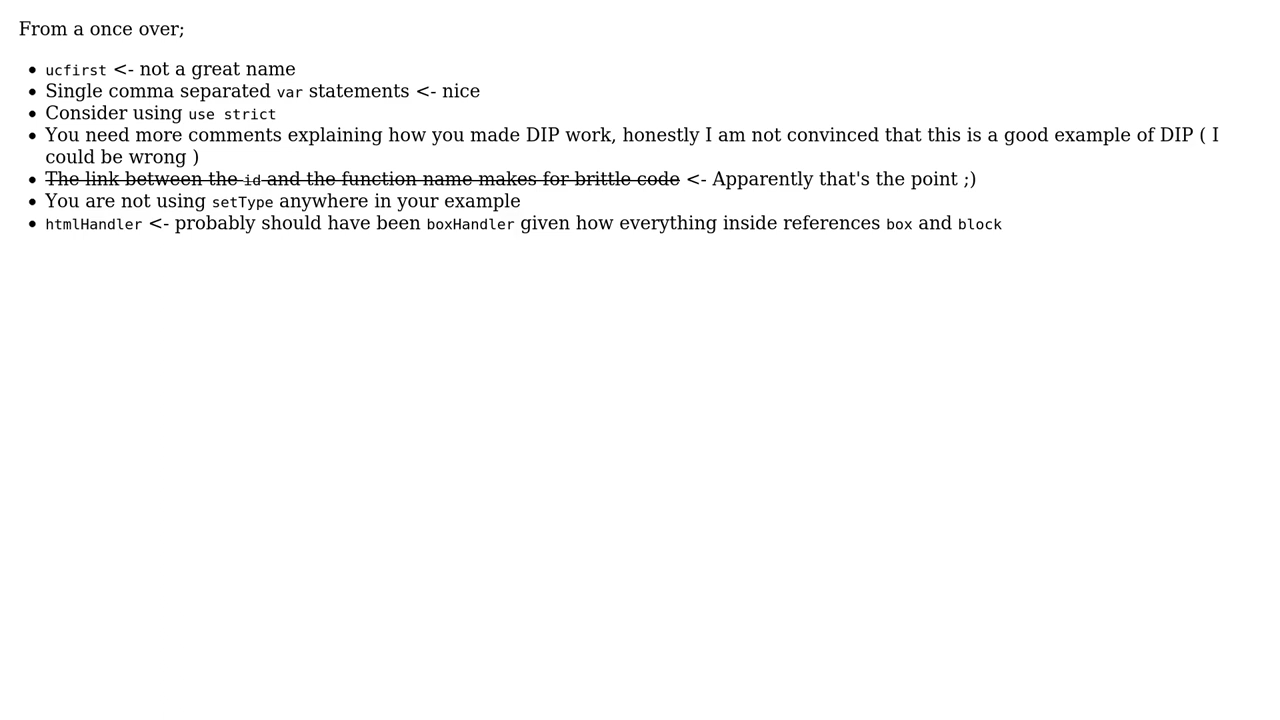 From a once over;
• ucfirst <- not a great name
• Single comma separated var statements <- nice
• Consider using use strict
• You need more comments explaining how you made DIP work, honestly I am not convinced that this is a good example of DIP ( I
could be wrong )
• The link between the id and the function name makes for brittle code <- Apparently that's the point ;)
• You are not using setType anywhere in your example
• htmlHandler <- probably should have been boxHandler given how everything inside references box and block